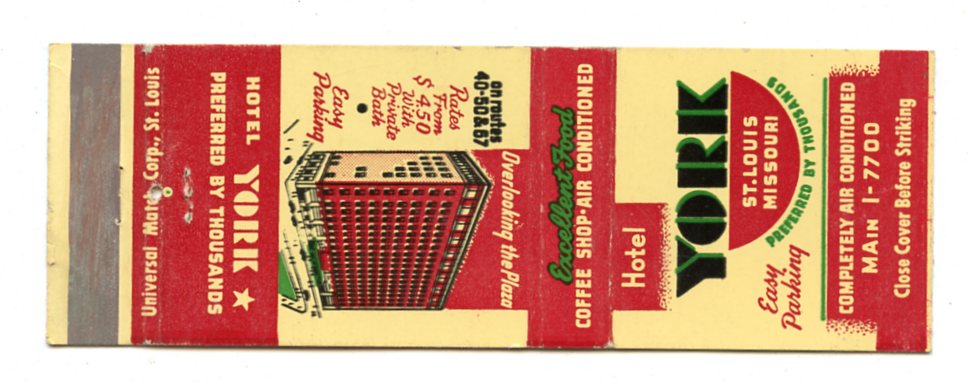 Hotel
YORK
ST. LOUIS
MISSOURI
PREFERRED BY THOUSANDS
Easy
Parking
COMPLETELY AIR CONDITIONED
MAin 1-7700
Close Cover Before Striking
Excellent Food
COFFEE SHOP-AIR CONDITIONED
Overlooking the Plaza
on routes
40-50&67
Rates
From
$4.50
With
Private
Bath
Easy
Parking
HOTEL YORK
PREFERRED BY THOUSANDS
Universal Match Corp., St. Louis